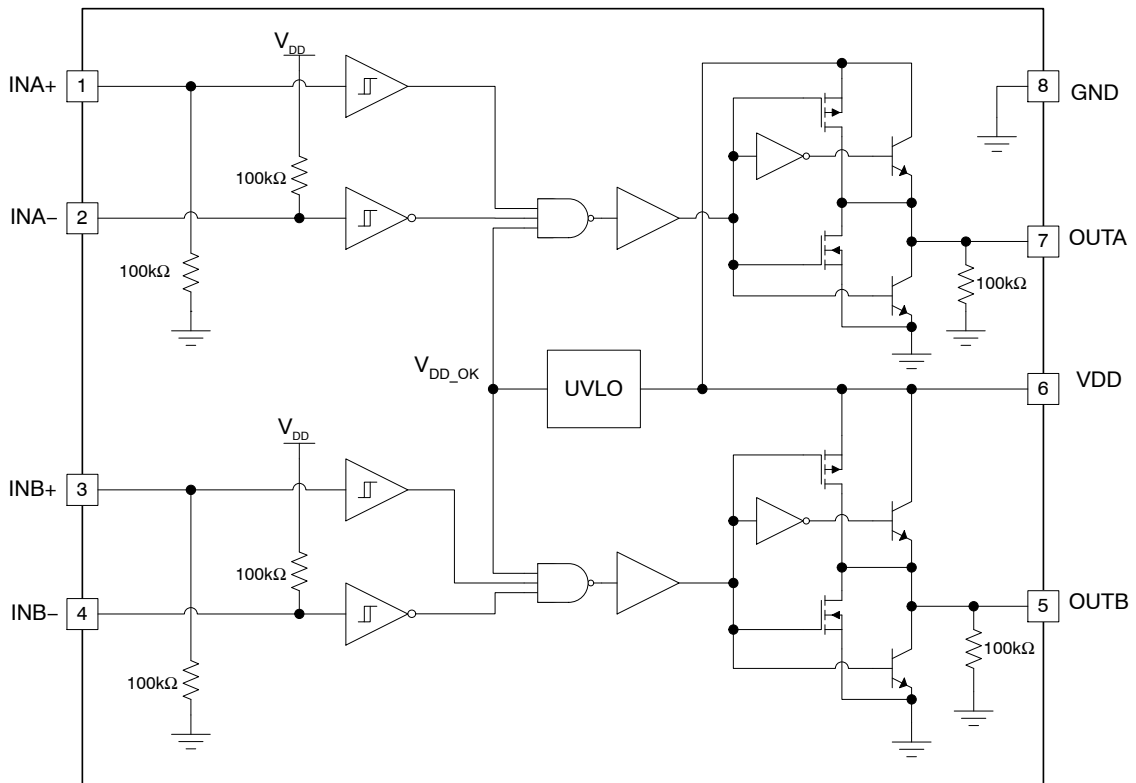 V_DD
INA+ 1
8 GND
100kΩ
INA− 2
7 OUTA
100kΩ
100kΩ
V_DD_OK
UVLO
6 VDD
V_DD
INB+ 3
100kΩ
INB− 4
5 OUTB
100kΩ
100kΩ